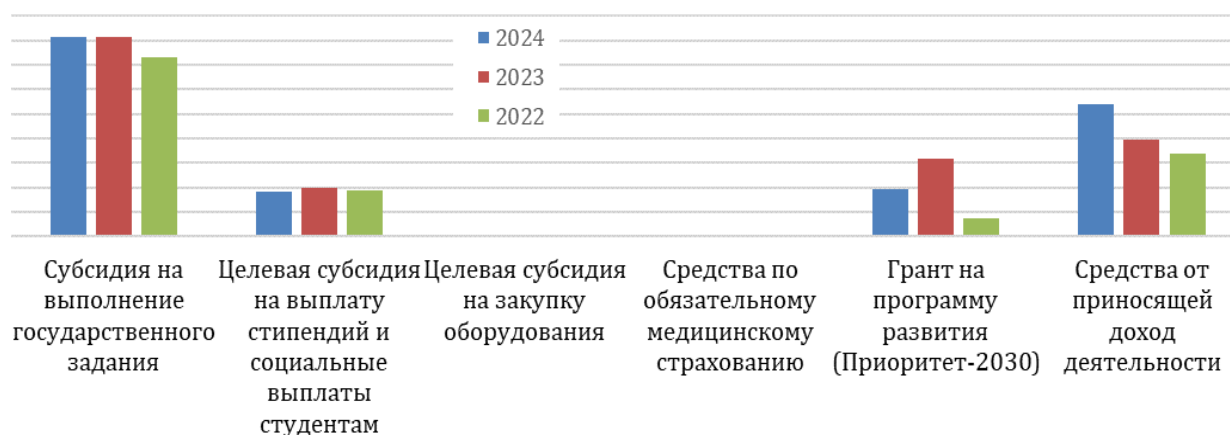 2024
2023
2022
Субсидия на
выполнение
государственного
задания
Целевая субсидия
на выплату
стипендий и
социальные
выплаты
студентам
Целевая субсидия
на закупку
оборудования
Средства по
обязательному
медицинскому
страхованию
Грант на
программу
развития
(Приоритет-2030)
Средства от
приносящей
доход
деятельности